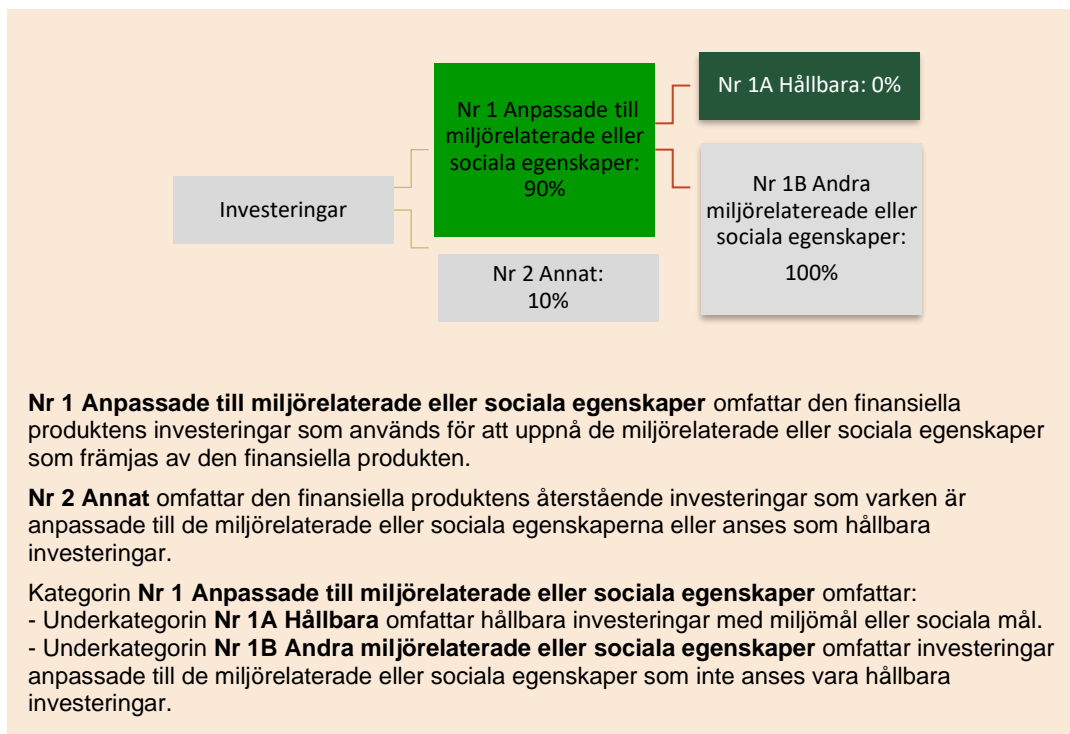 Investeringar
Nr 1 Anpassade till
miljörelaterade eller
sociala egenskaper:
90%
Nr 2 Annat:
10%
Nr 1A Hållbara: 0%
Nr 1B Andra
miljörelatereade eller
sociala egenskaper:
100%
Nr 1 Anpassade till miljörelaterade eller sociala egenskaper omfattar den finansiella
produktens investeringar som används för att uppnå de miljörelaterade eller sociala egenskaper
som främjas av den finansiella produkten.
Nr 2 Annat omfattar den finansiella produktens återstående investeringar som varken är
anpassade till de miljörelaterade eller sociala egenskaperna eller anses som hållbara
investeringar.
Kategorin Nr 1 Anpassade till miljörelaterade eller sociala egenskaper omfattar:
- Underkategorin Nr 1A Hållbara omfattar hållbara investeringar med miljömål eller sociala mål.
- Underkategorin Nr 1B Andra miljörelaterade eller sociala egenskaper omfattar investeringar
anpassade till de miljörelaterade eller sociala egenskaper som inte anses vara hållbara
investeringar.